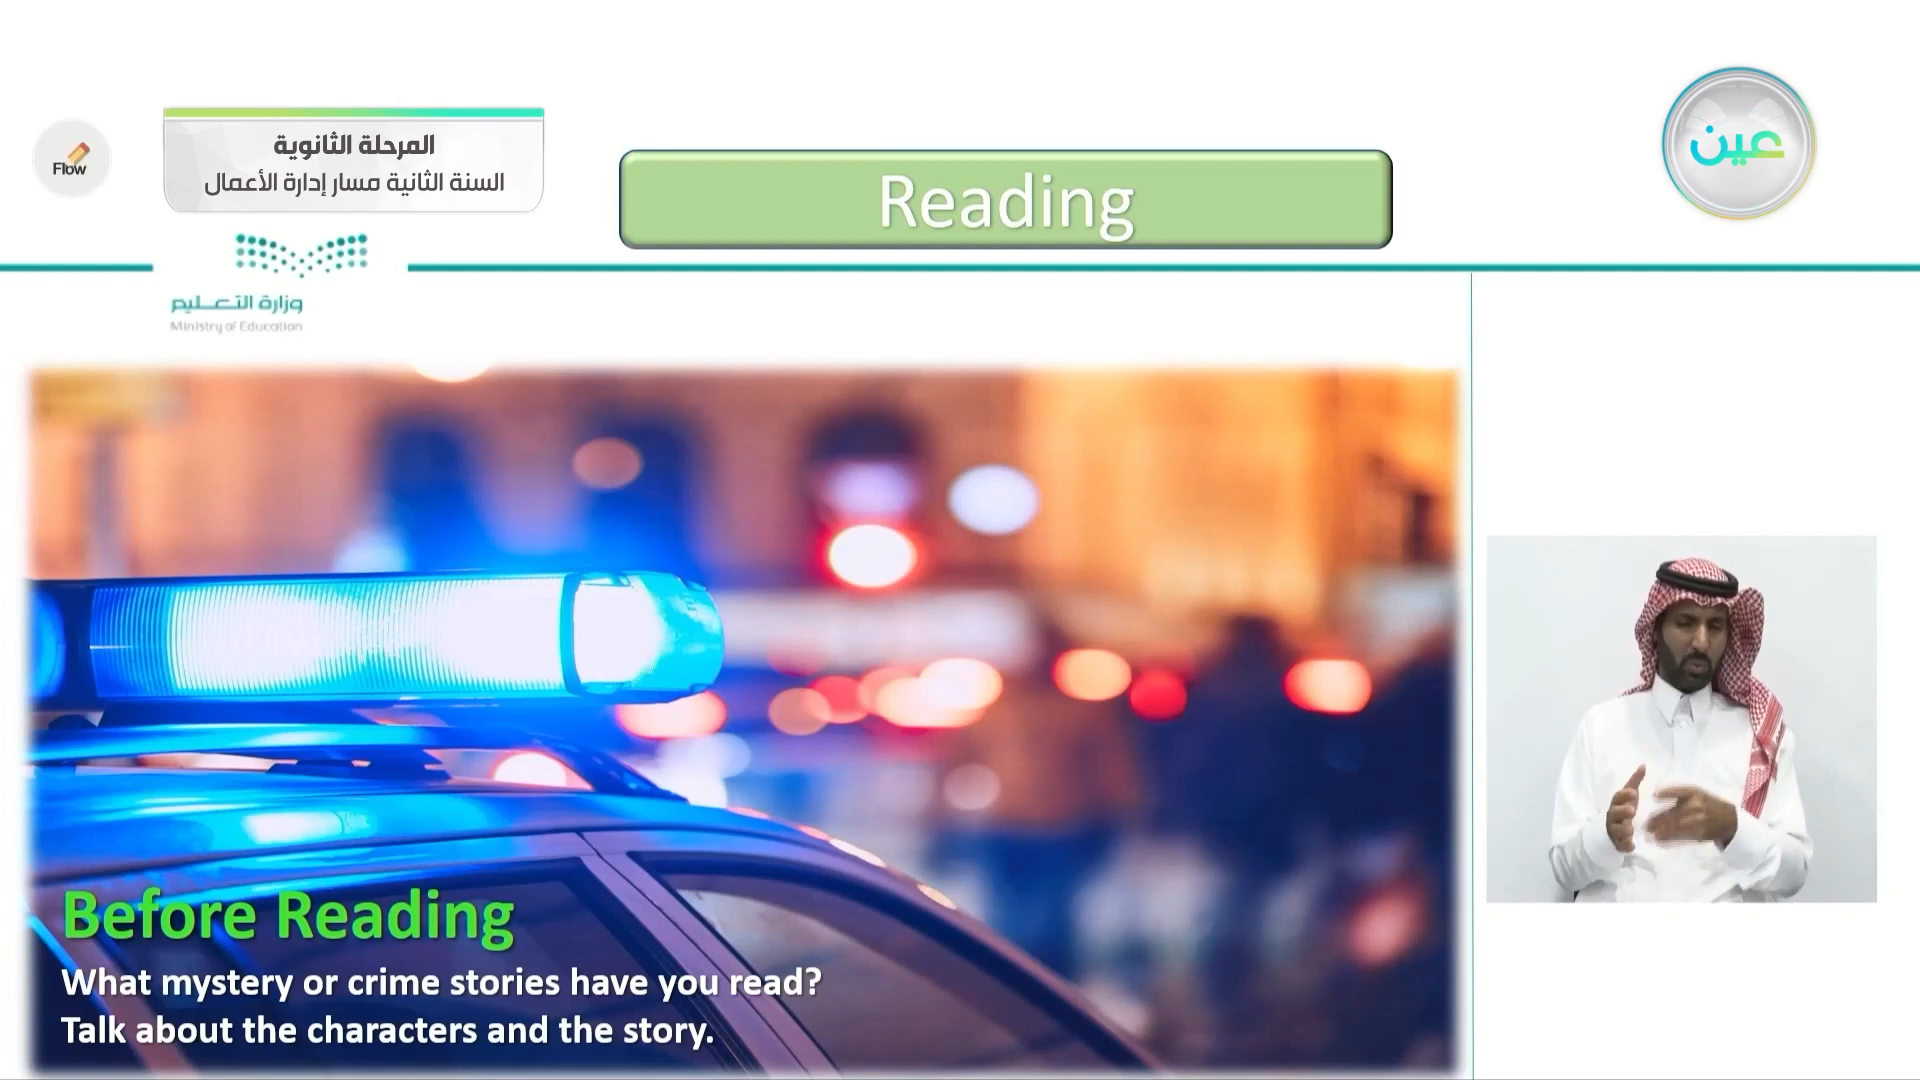 المرحلة الثانوية
السنة الثانية مسار إدارة الأعمال
Flow
Reading
عين
وزارة التعليم
Ministry of Education
Before Reading
What mystery or crime stories have you read?
Talk about the characters and the story.